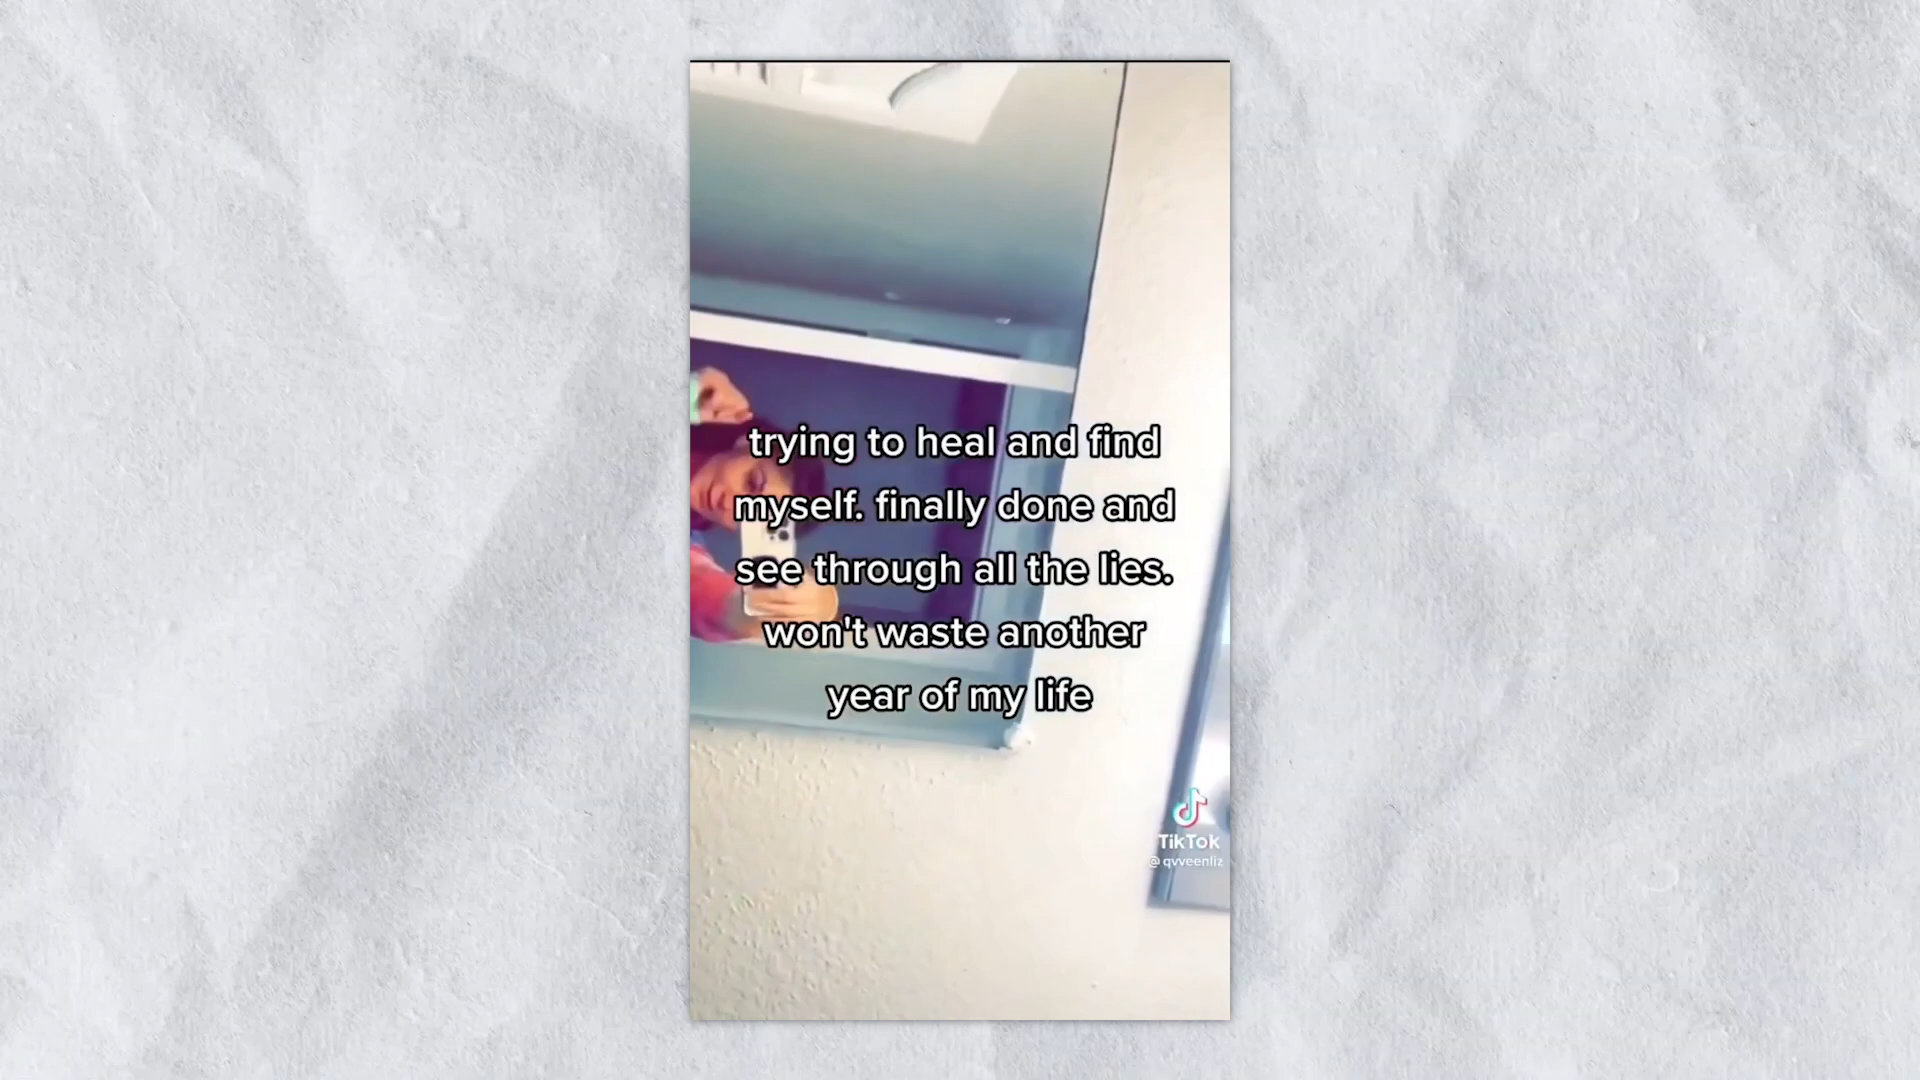 trying to heal and find
myself. finally done and
see through all the lies.
won't waste another
year of my life
TikTok
@qvveenliz